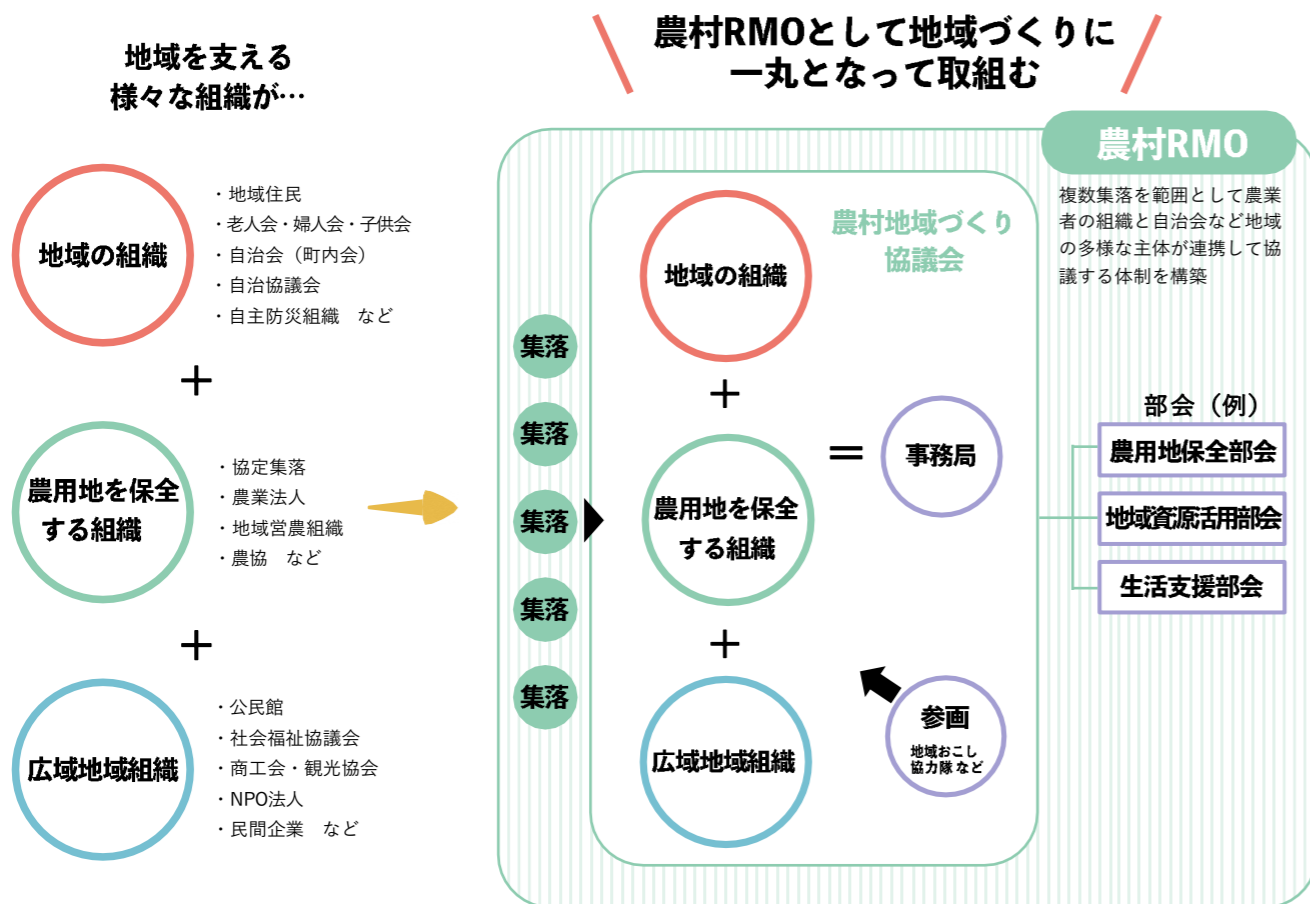 地域を支える
様々な組織が…
地域の組織
・地域住民
・老人会・婦人会・子供会
・自治会（町内会）
・自治協議会
・自主防災組織　など
＋
農用地を保全
する組織
・協定集落
・農業法人
・地域営農組織
・農協　など
＋
広域地域組織
・公民館
・社会福祉協議会
・商工会・観光協会
・NPO法人
・民間企業　など
農村RMOとして地域づくりに
一丸となって取組む
農村RMO
複数集落を範囲として農業
者の組織と自治会など地域
の多様な主体が連携して協
議する体制を構築
集落
集落
集落
集落
集落
農村地域づくり
協議会
地域の組織
＋
農用地を保全
する組織
＋
広域地域組織
＝
事務局
参画
地域おこし
協力隊など
部会（例）
農用地保全部会
地域資源活用部会
生活支援部会